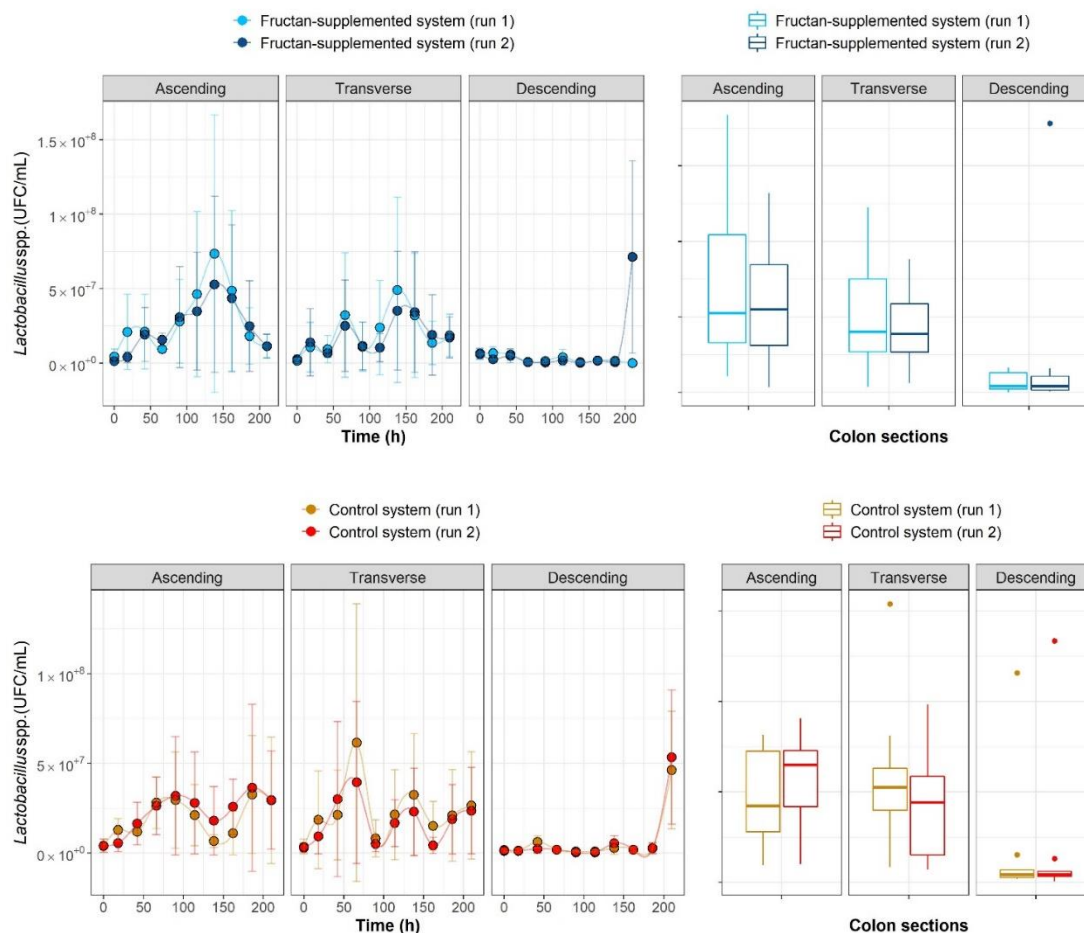 Fructan-supplemented system (run 1)
Fructan-supplemented system (run 2)
Fructan-supplemented system (run 1)
Fructan-supplemented system (run 2)
Ascending Transverse Descending
Ascending Transverse Descending
Lactobacillusspp.(UFC/mL)
1.5 × 10⁺⁸
1 × 10⁺⁸
5 × 10⁺⁷
0 × 10⁺⁰
0 50 100 150 200 0 50 100 150 200 0 50 100 150 200
Time (h)
Colon sections
Control system (run 1)
Control system (run 2)
Control system (run 1)
Control system (run 2)
Ascending Transverse Descending
Ascending Transverse Descending
Lactobacillusspp.(UFC/mL)
1 × 10⁺⁸
5 × 10⁺⁷
0 × 10⁺⁰
0 50 100 150 200 0 50 100 150 200 0 50 100 150 200
Time (h)
Colon sections